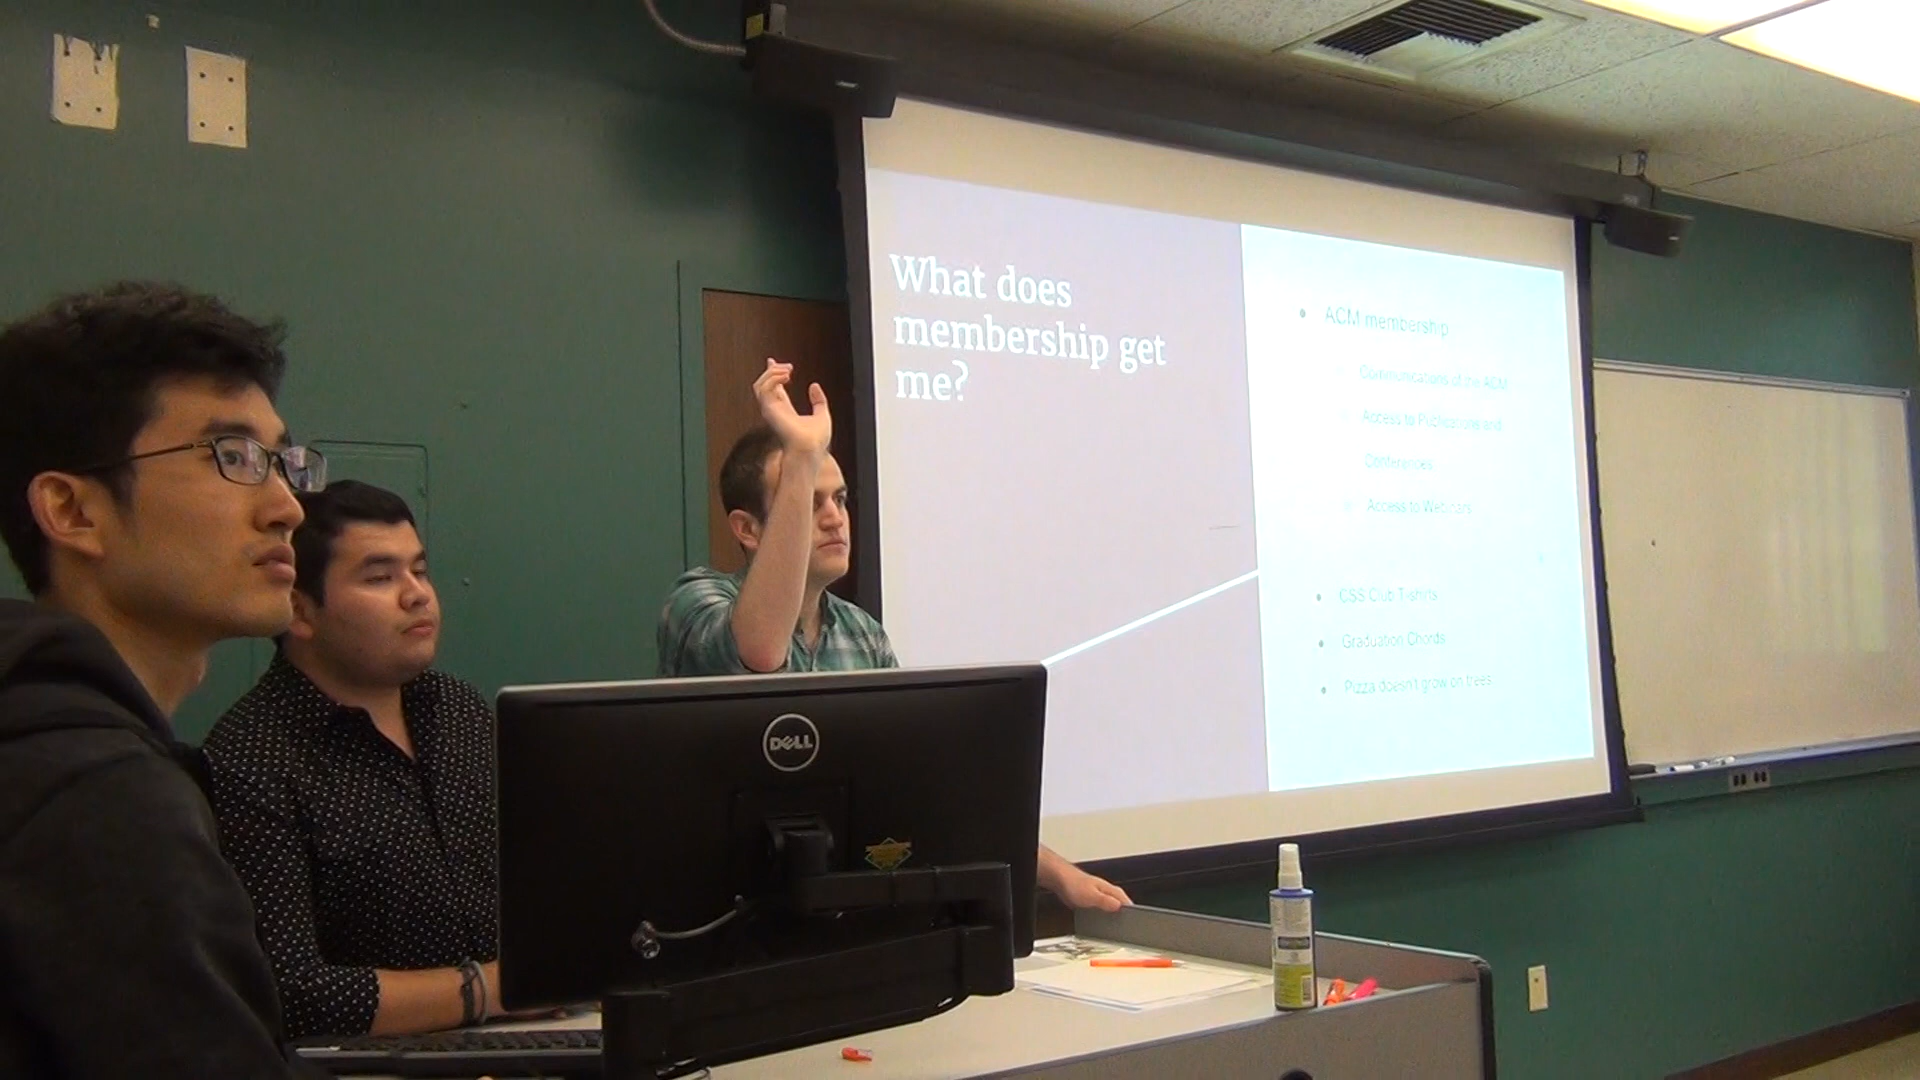 What does
membership get
me?
ACM membership
Communications of the ACM
Access to Publications and
Conferences
Access to Webinars
CSS Club T-shirts
Graduation Chords
Pizza doesn't grow on trees
DELL